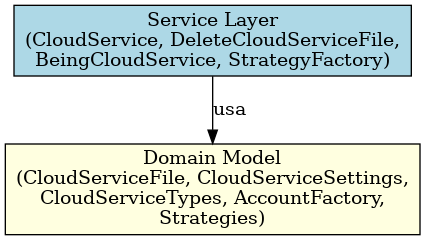 Service Layer
(CloudService, DeleteCloudServiceFile,
BeingCloudService, StrategyFactory)
usa
Domain Model
(CloudServiceFile, CloudServiceSettings,
CloudServiceTypes, AccountFactory,
Strategies)